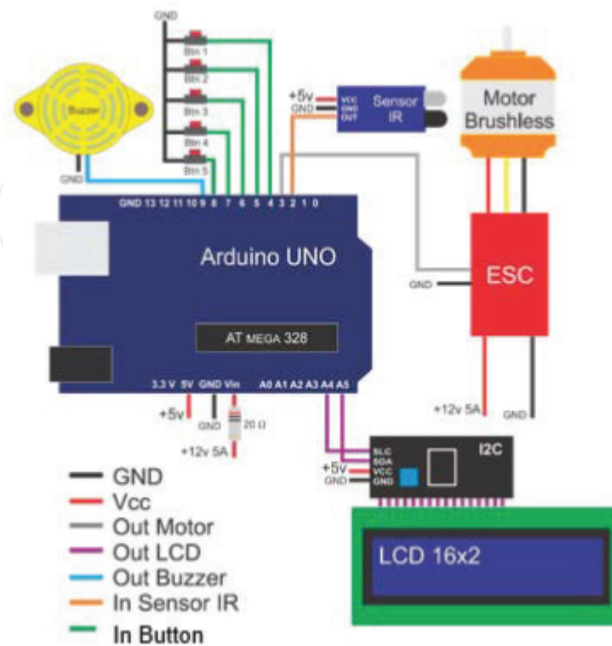 GND
Btn 1
Btn 2
Btn 3
Btn 4
Btn 5
Buzzer
GND
+5v
GND
VCC
GND
OUT
Sensor
IR
Motor
Brushless
GND 13 12 11 10 9 8 7 6 5 4 3 2 1 0
Arduino UNO
AT MEGA 328
3.3 V 5V GND Vin A0 A1 A2 A3 A4 A5
ESC
GND
+12v 5A
GND
+5v
GND
20 Ω
+12v 5A
SLC
SDA
VCC
GND
I2C
+5v
GND
LCD 16x2
GND
Vcc
Out Motor
Out LCD
Out Buzzer
In Sensor IR
In Button